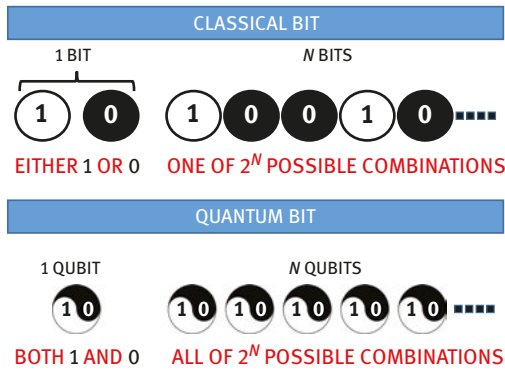 CLASSICAL BIT
1 BIT N BITS
1 0 1 0 0 1 0
EITHER 1 OR 0 ONE OF 2^N POSSIBLE COMBINATIONS
QUANTUM BIT
1 QUBIT N QUBITS
1 0 1 0 1 0 1 0 1 0 1 0
BOTH 1 AND 0 ALL OF 2^N POSSIBLE COMBINATIONS